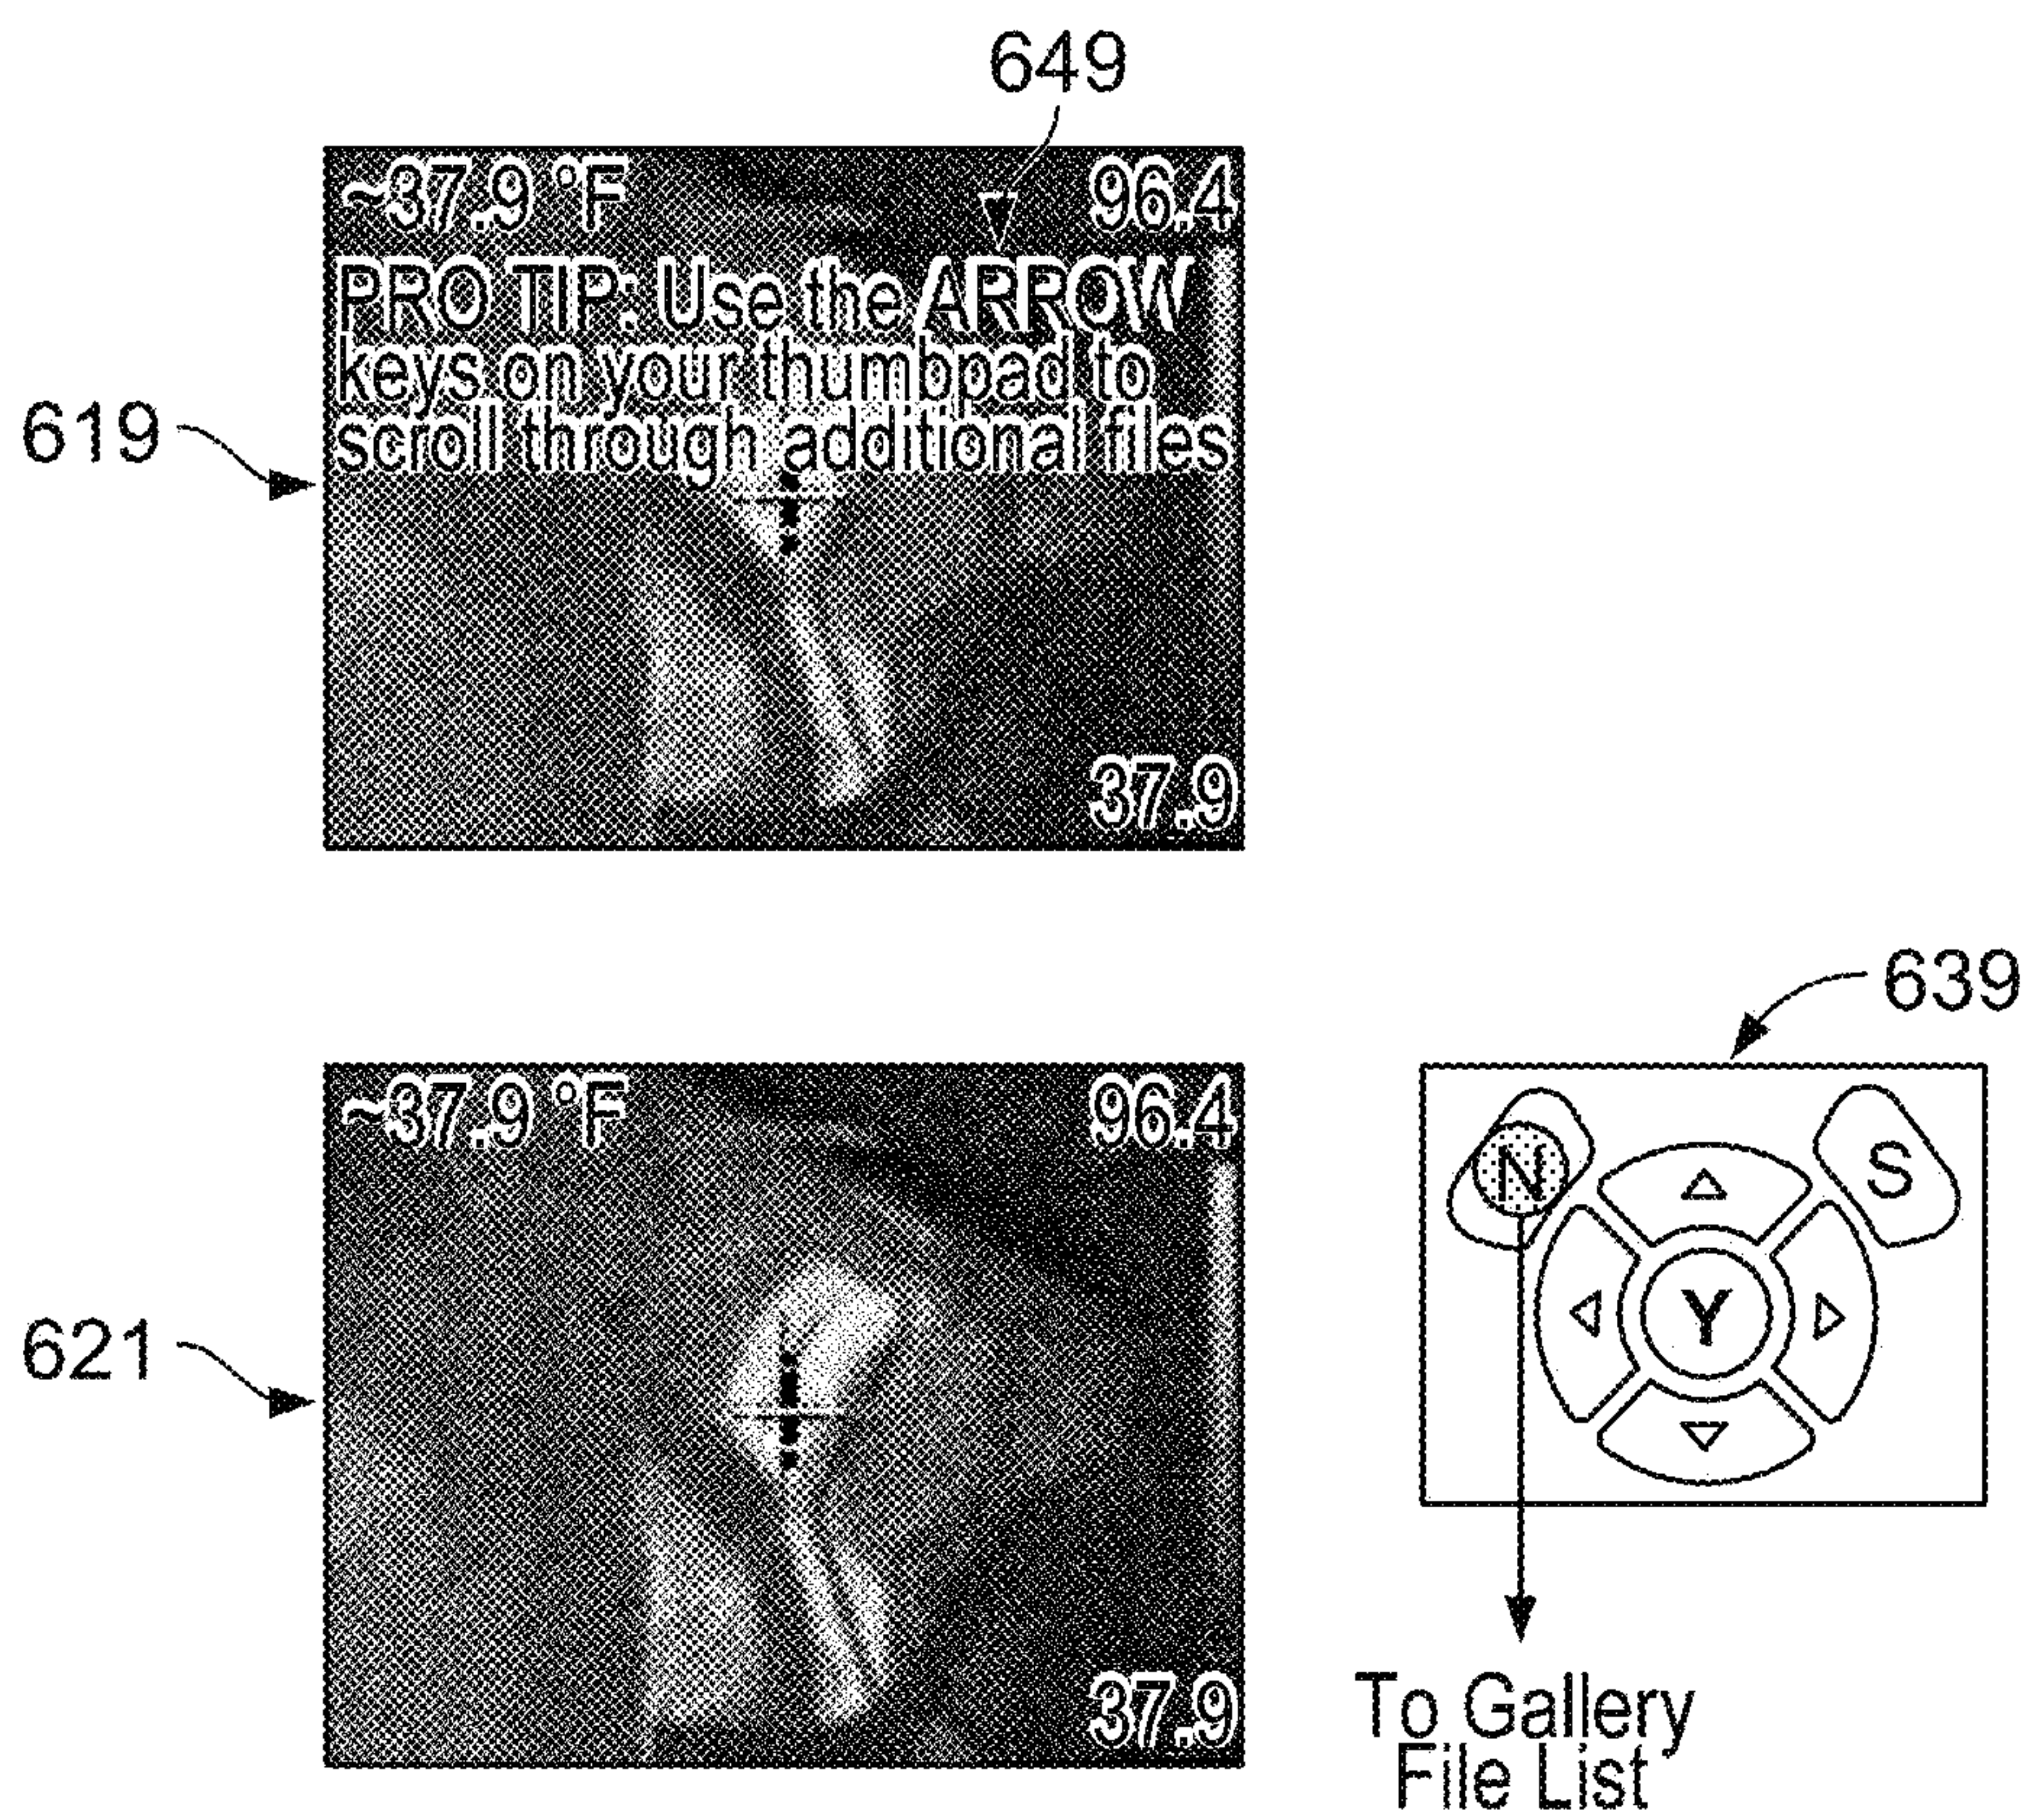 649
~37.9 °F 96.4
PRO TIP: Use the ARROW
keys on your thumbpad to
scroll through additional files
619
37.9
639
~37.9 °F 96.4
N S
Y
621
37.9
To Gallery
File List